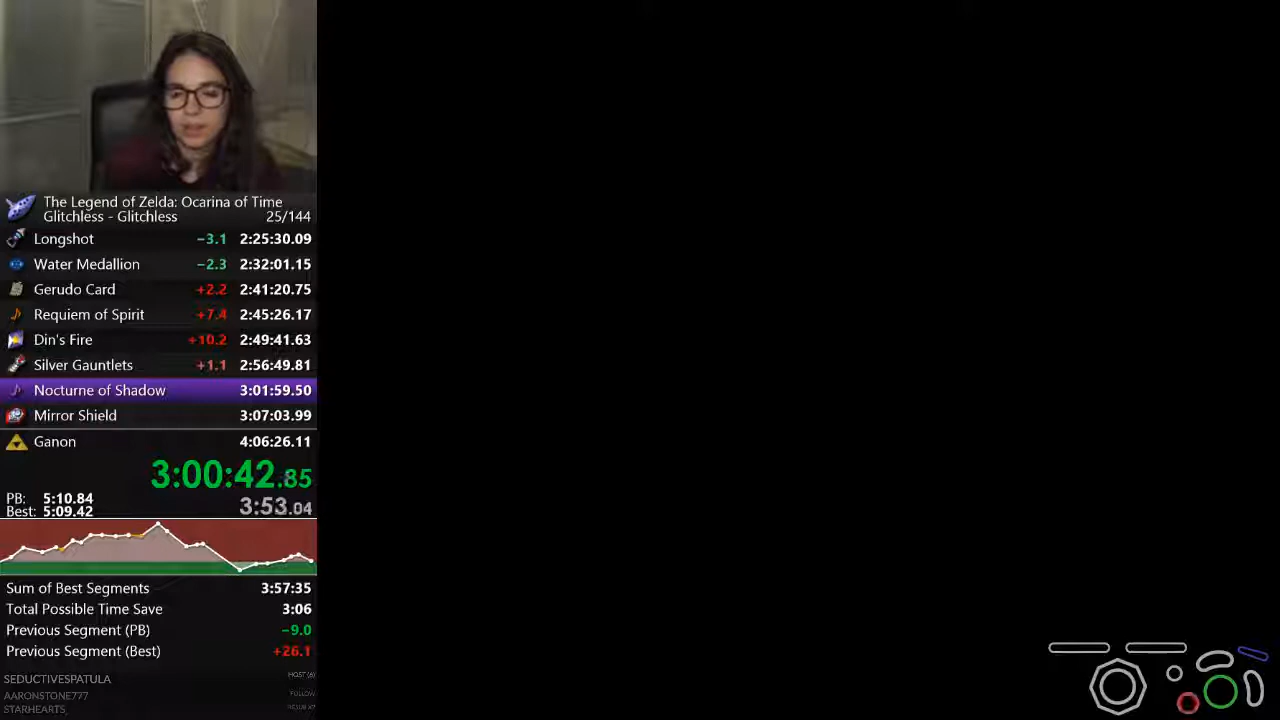 The Legend of Zelda: Ocarina of Time
Glitchless - Glitchless 25/144
Longshot -3.1 2:25:30.09
Water Medallion -2.3 2:32:01.15
Gerudo Card +2.2 2:41:20.75
Requiem of Spirit +7.4 2:45:26.17
Din's Fire +10.2 2:49:41.63
Silver Gauntlets +1.1 2:56:49.81
Nocturne of Shadow 3:01:59.50
Mirror Shield 3:07:03.99
Ganon 4:06:26.11
3:00:42.85
PB: 5:10.84
Best: 5:09.42 3:53.04
Sum of Best Segments 3:57:35
Total Possible Time Save 3:06
Previous Segment (PB) -9.0
Previous Segment (Best) +26.1
SEDUCTIVESPATULA
AARONSTONE777 FOLLOW
STARHEARTS_